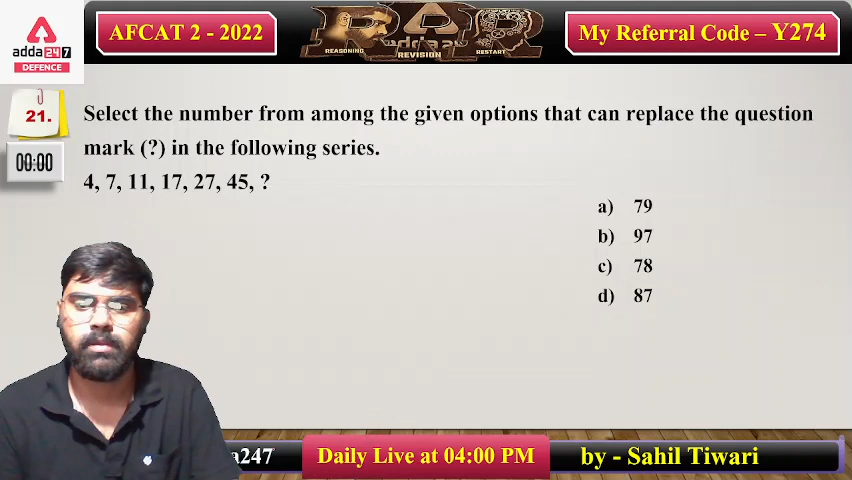 AFCAT 2 - 2022
REASONING
REVISION
RESTART
My Referral Code – Y274
adda247
DEFENCE
21.
00:00
Select the number from among the given options that can replace the question
mark (?) in the following series.
4, 7, 11, 17, 27, 45, ?
a) 79
b) 97
c) 78
d) 87
a247
Daily Live at 04:00 PM
by - Sahil Tiwari